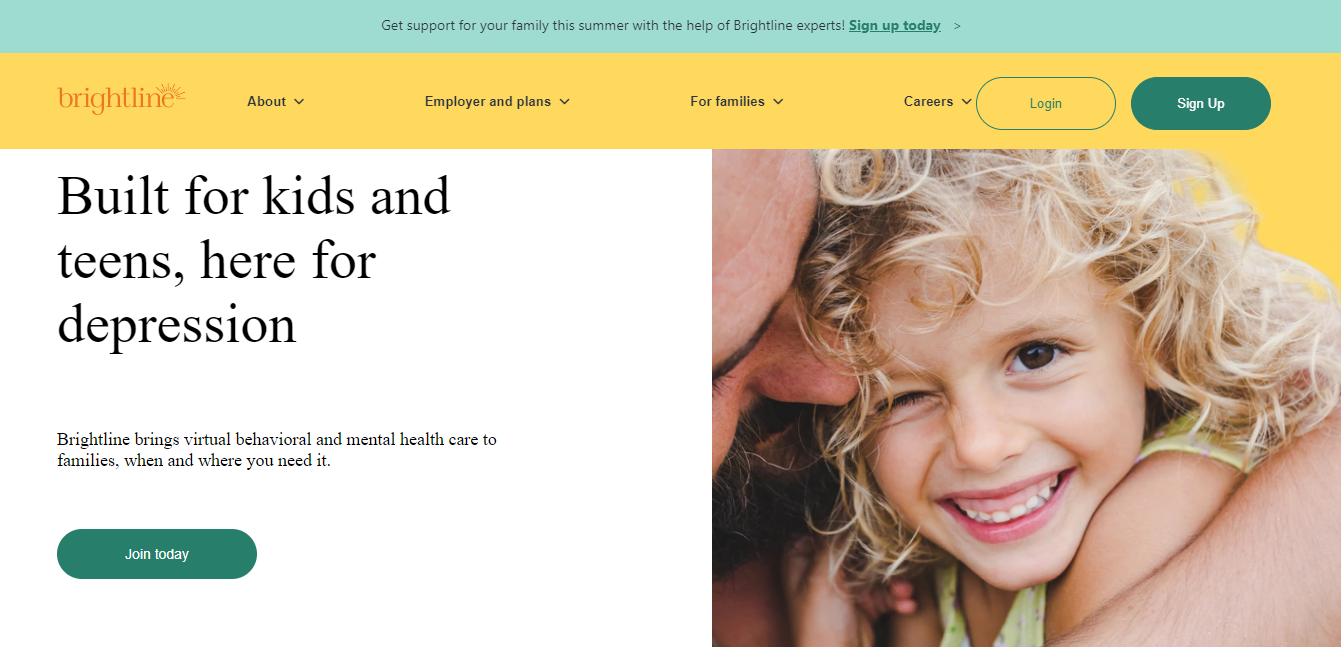 Get support for your family this summer with the help of Brightline experts! Sign up today >
brightline
About
Employer and plans
For families
Careers
Login
Sign Up
Built for kids and
teens, here for
depression
Brightline brings virtual behavioral and mental health care to
families, when and where you need it.
Join today